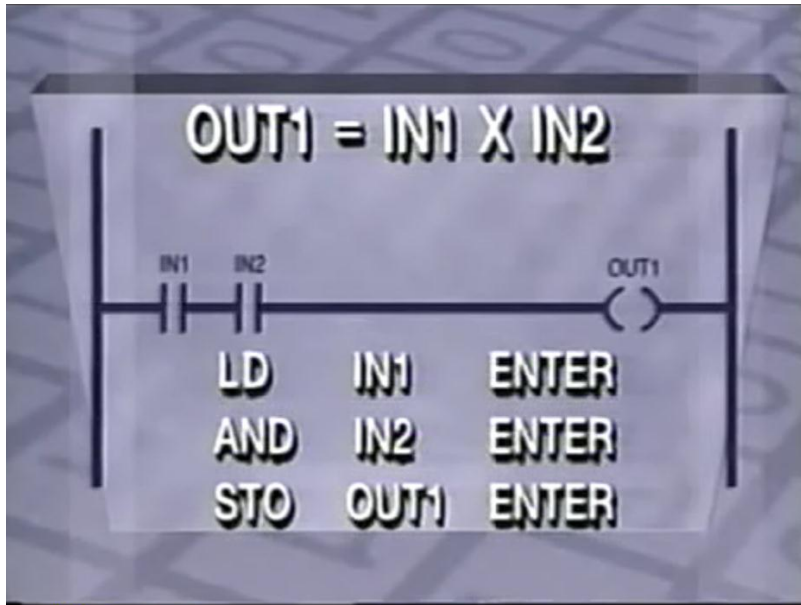 OUT1 = IN1 X IN2
IN1 IN2 OUT1
LD IN1 ENTER
AND IN2 ENTER
STO OUT1 ENTER